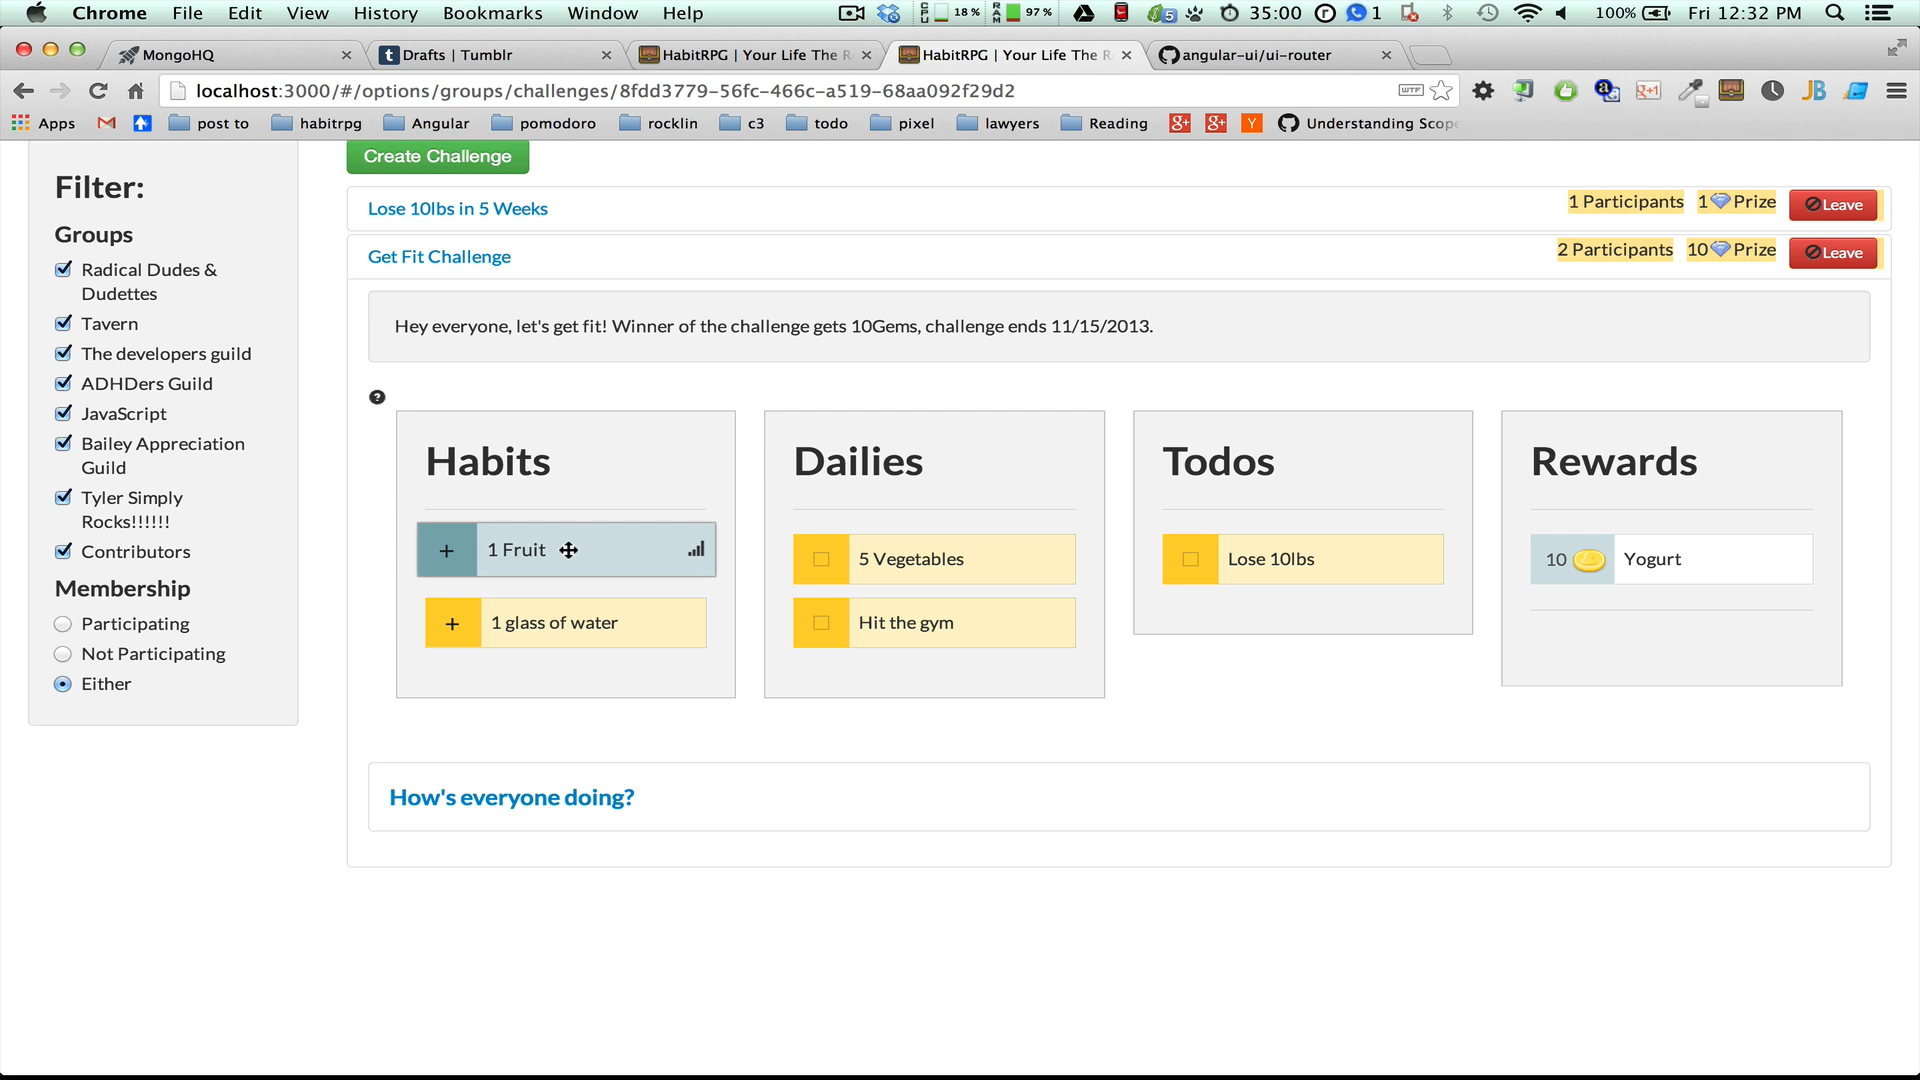 Chrome File Edit View History Bookmarks Window Help CPU 18% RAM 97% 5 35:00 1 100% Fri 12:32 PM
MongoHQ
Drafts | Tumblr
HabitRPG | Your Life The R
HabitRPG | Your Life The R
angular-ui/ui-router
localhost:3000/#/options/groups/challenges/8fdd3779-56fc-466c-a519-68aa092f29d2
WTF
g+1 JB
Apps post to habitrpg Angular pomodoro rocklin c3 todo pixel lawyers Reading g+ g+ Y Understanding Scope
Filter:
Groups
Radical Dudes &
Dudettes
Tavern
The developers guild
ADHDers Guild
JavaScript
Bailey Appreciation
Guild
Tyler Simply
Rocks!!!!!!
Contributors
Membership
Participating
Not Participating
Either
Create Challenge
Lose 10lbs in 5 Weeks
1 Participants 1 Prize Leave
Get Fit Challenge
2 Participants 10 Prize Leave
Hey everyone, let's get fit! Winner of the challenge gets 10Gems, challenge ends 11/15/2013.
?
Habits
+ 1 Fruit
+ 1 glass of water
Dailies
5 Vegetables
Hit the gym
Todos
Lose 10lbs
Rewards
10 Yogurt
How's everyone doing?